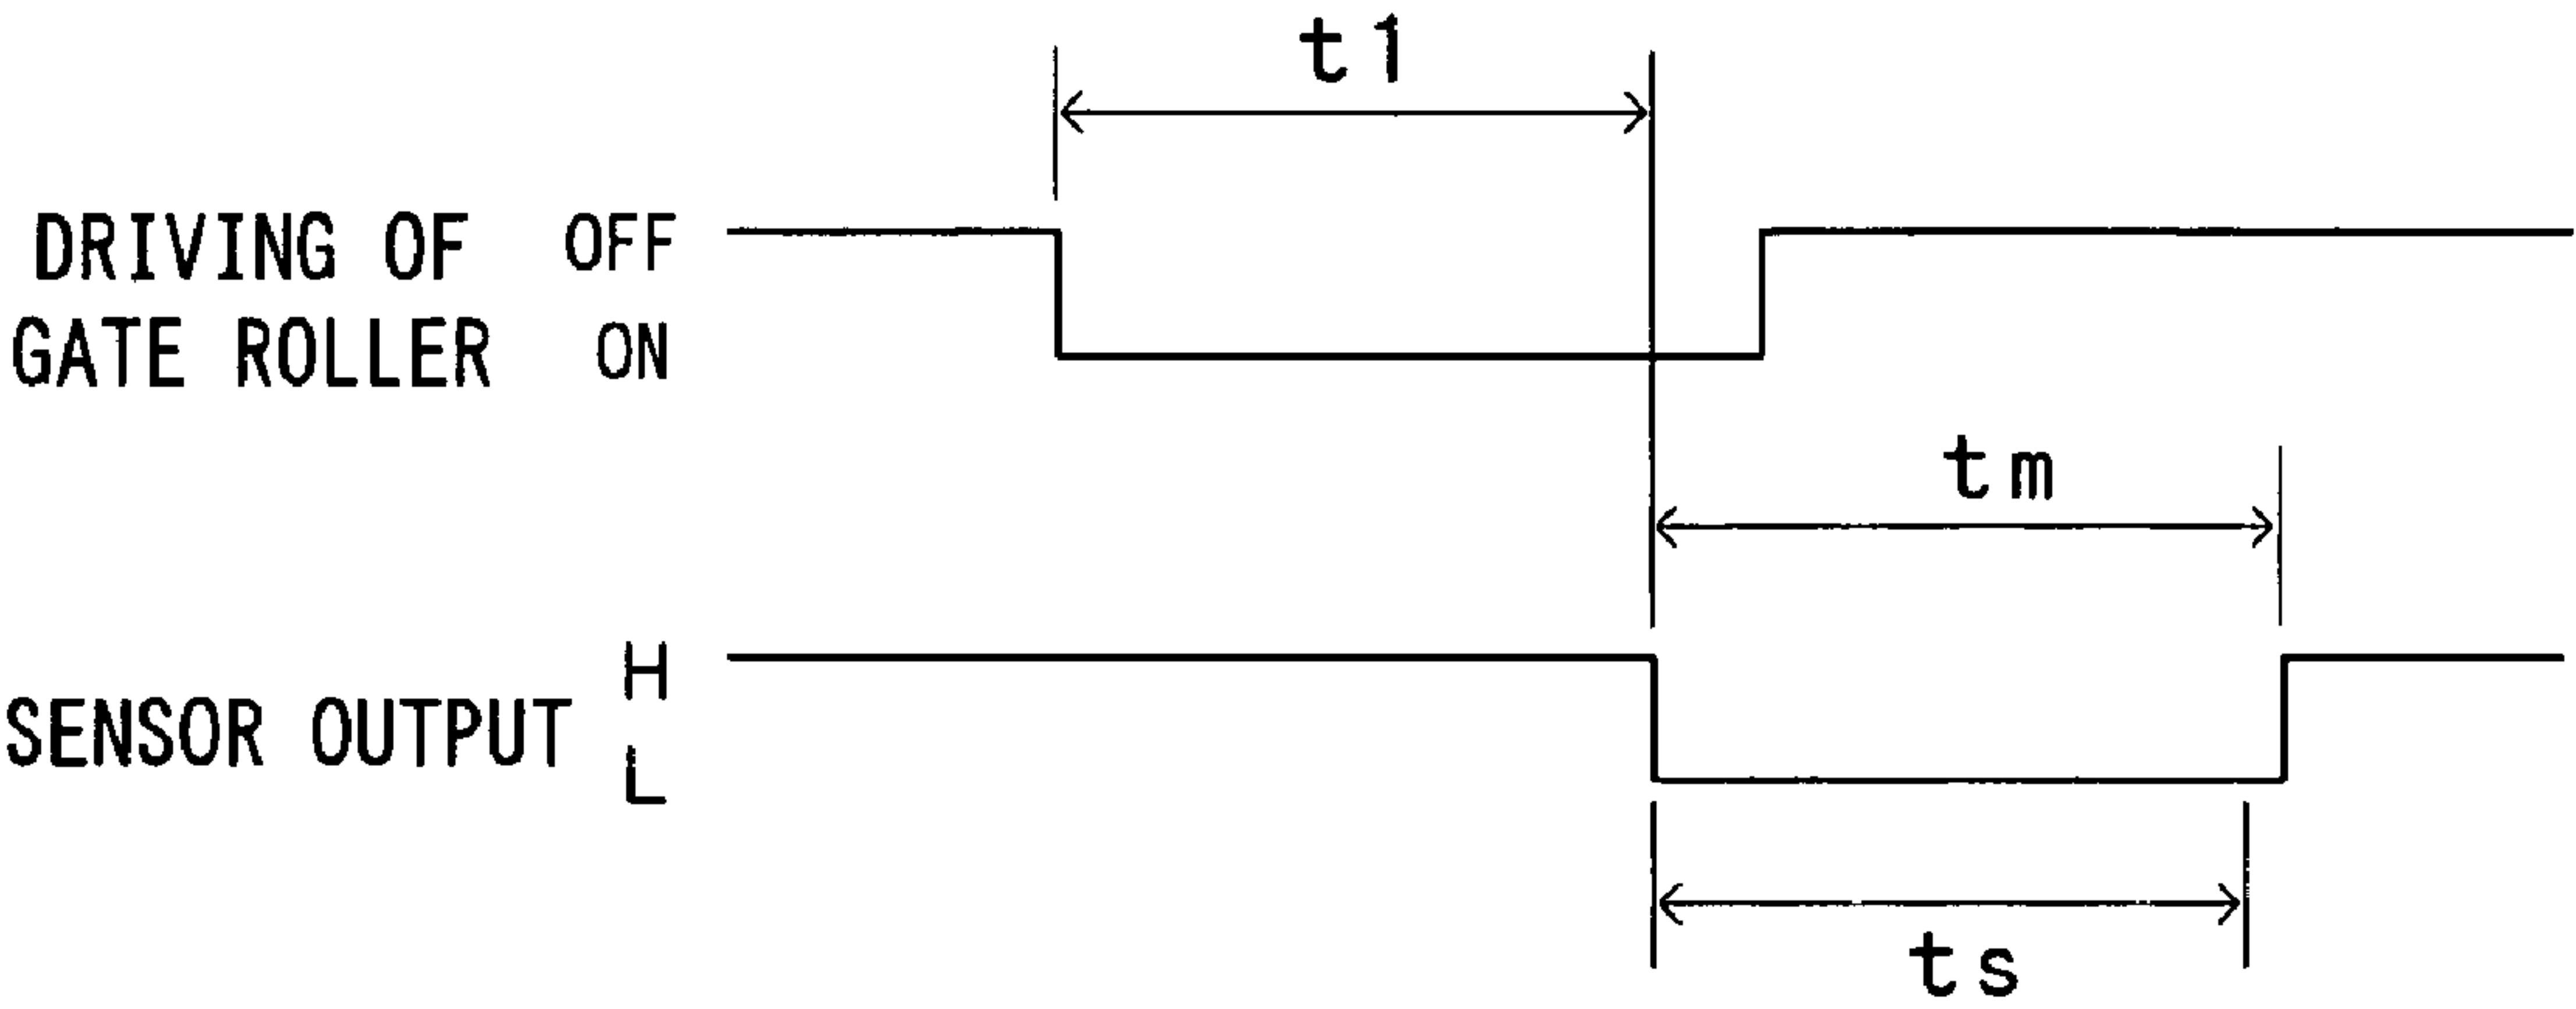 t1
DRIVING OF OFF
GATE ROLLER ON
tm
H
SENSOR OUTPUT
L
ts